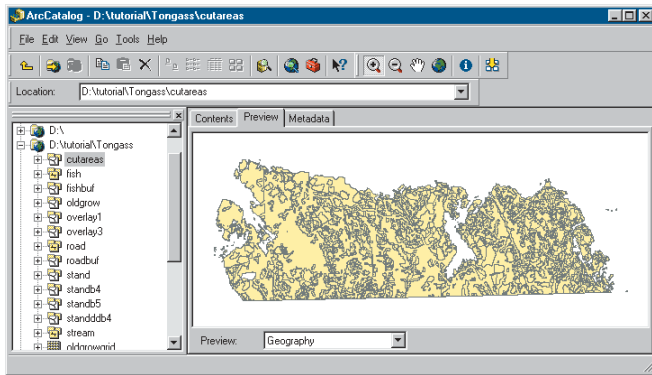 ArcCatalog - D:\tutorial\Tongass\cutareas
File Edit View Go Tools Help
Location: D:\tutorial\Tongass\cutareas
Contents Preview Metadata
D:\
D:\tutorial\Tongass
cutareas
fish
fishbuf
oldgrow
overlay1
overlay3
road
roadbuf
stand
standb4
standb5
standddb4
stream
oldgrowgrid
Preview: Geography